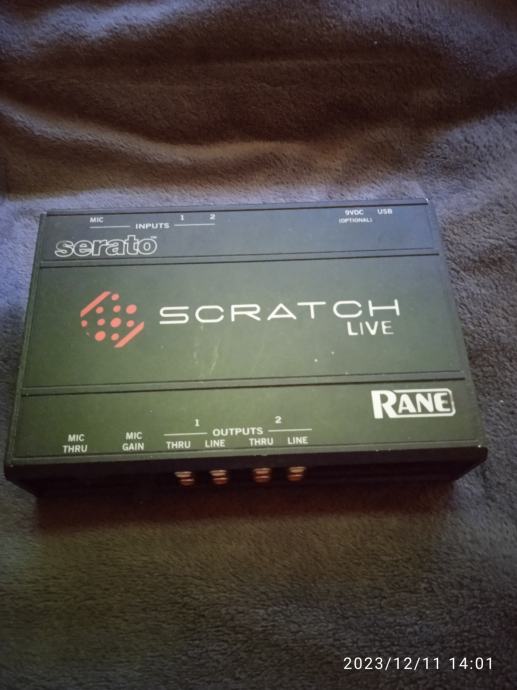 MIC INPUTS 1 2
9VDC USB
(OPTIONAL)
serato
SCRATCH
LIVE
RANE
1 OUTPUTS 2
MIC THRU
MIC GAIN
THRU LINE THRU LINE
2023/12/11 14:01